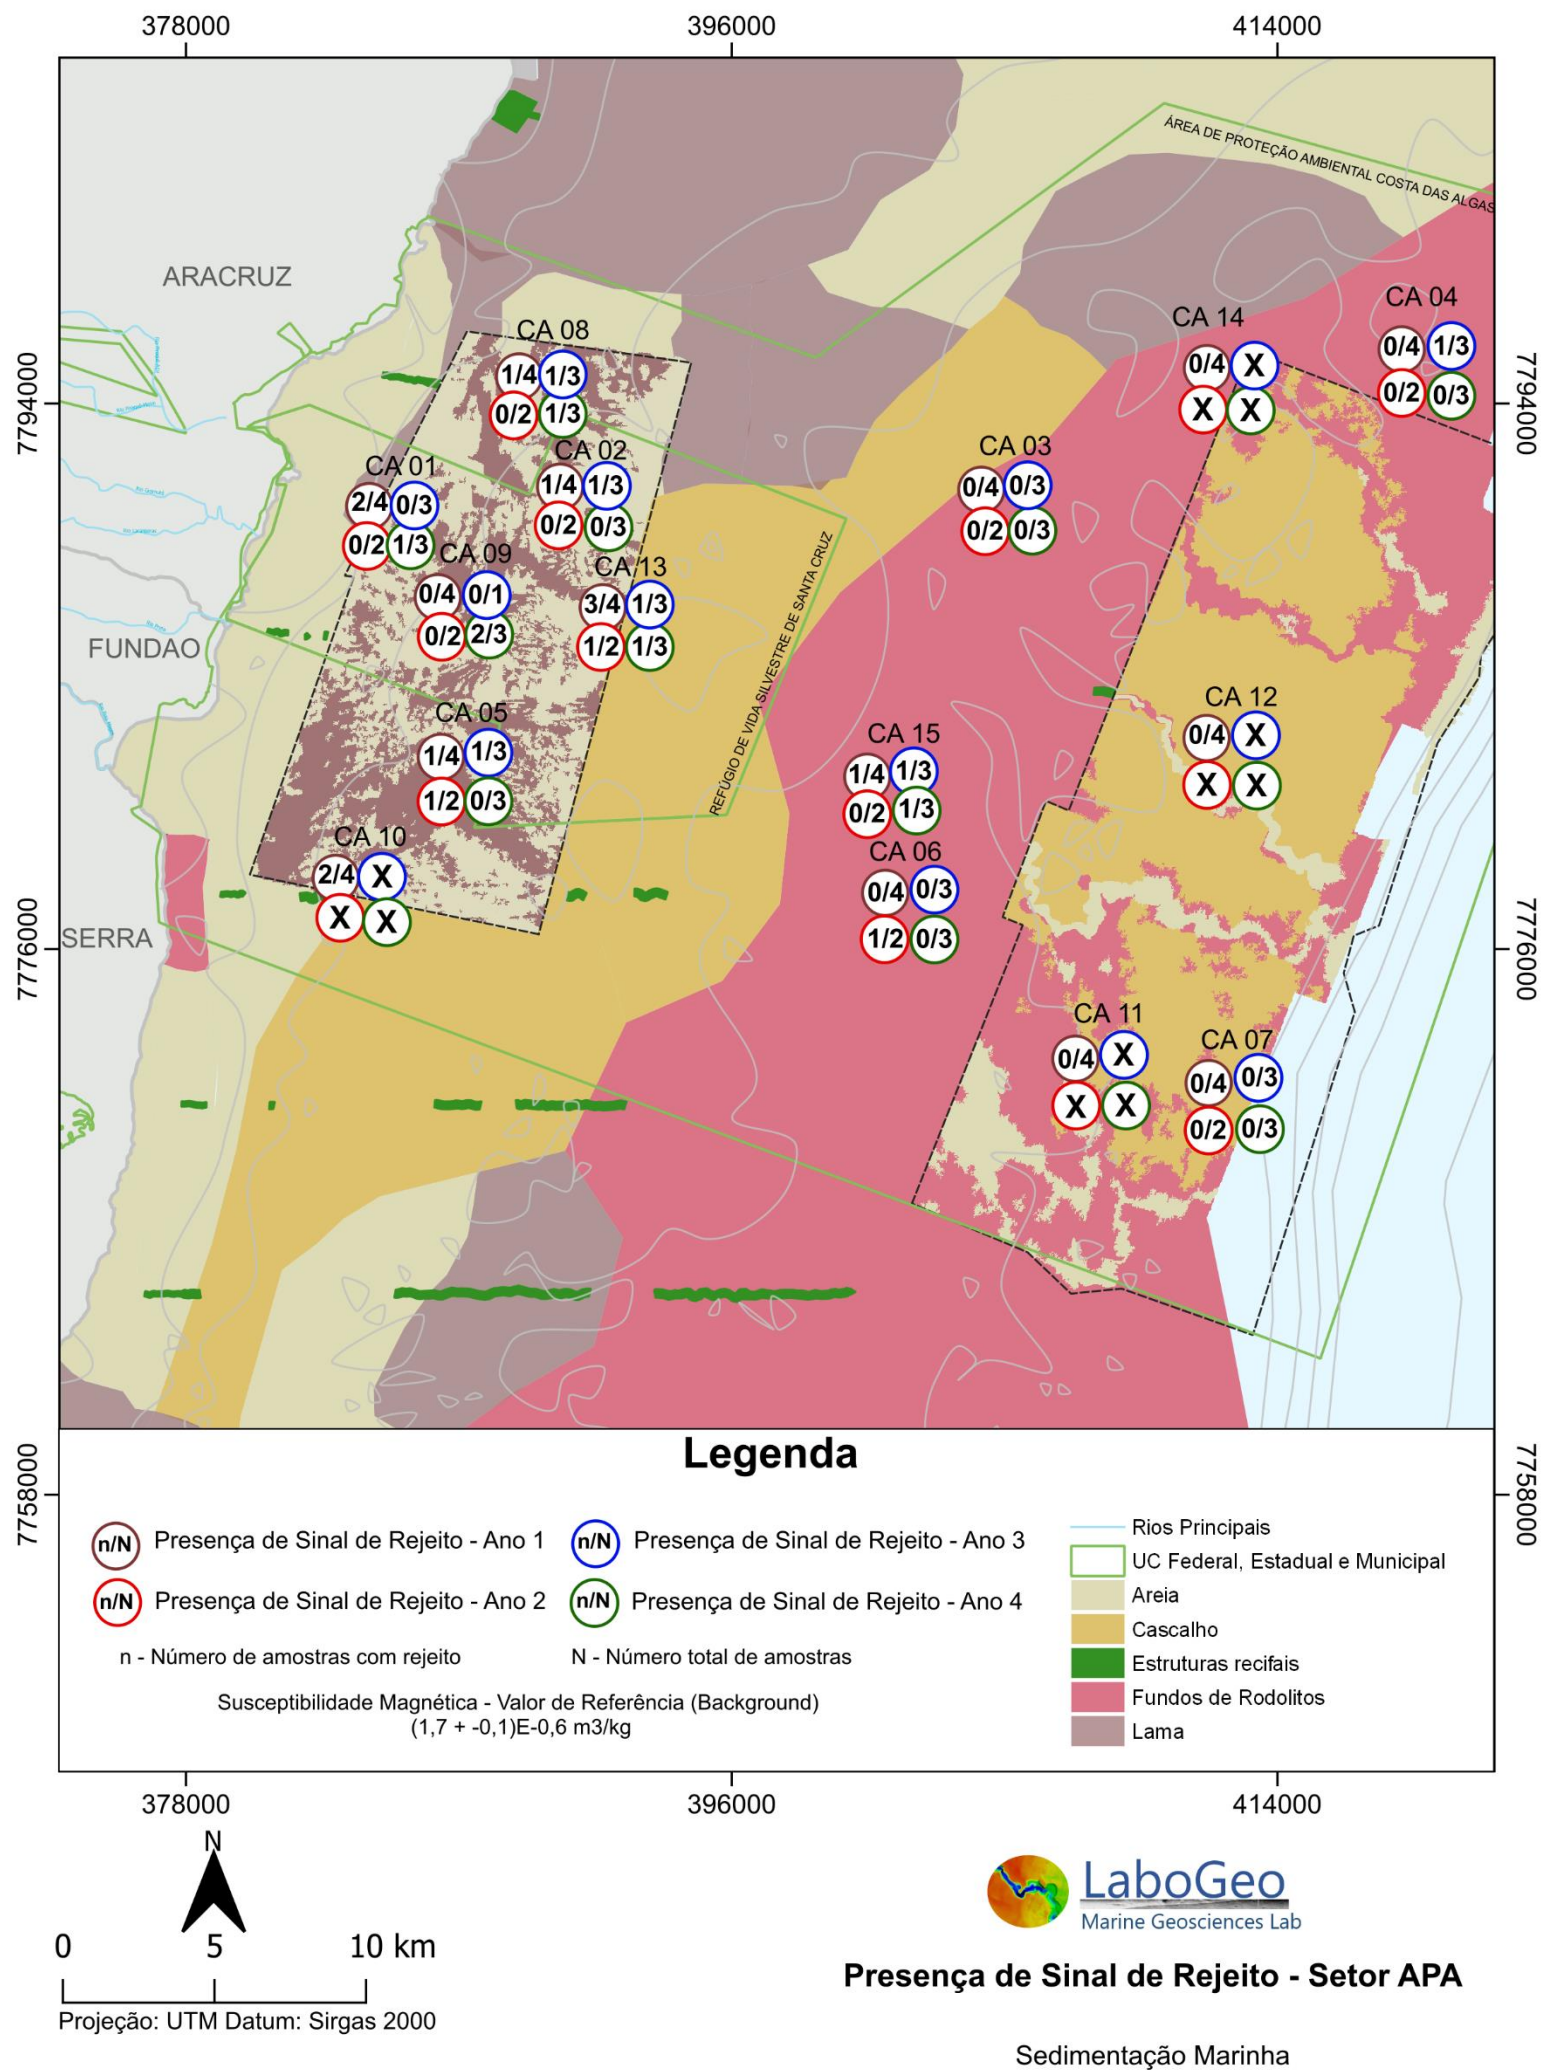 378000
396000
414000
ÁREA DE PROTEÇÃO AMBIENTAL COSTA DAS ALGAS
ARACRUZ
CA 04
CA 14
CA 08
0/4 1/3
0/4 X
1/4 1/3
0/2 0/3
X X
0/2 1/3
7794000
7794000
CA 03
CA 02
CA 01
1/4 1/3
0/4 0/3
2/4 0/3
0/2 0/3
0/2 0/3
0/2 1/3
CA 09
CA 13
0/4 0/1
3/4 1/3
0/2 2/3
1/2 1/3
FUNDAO
REFÚGIO DE VIDA SILVESTRE DE SANTA CRUZ
CA 12
CA 05
CA 15
0/4 X
1/4 1/3
1/4 1/3
X X
1/2 0/3
0/2 1/3
CA 10
CA 06
2/4 X
0/4 0/3
X X
1/2 0/3
SERRA
7776000
7776000
CA 11
CA 07
0/4 X
0/4 0/3
X X
0/2 0/3
Legenda
7758000
7758000
n/N Presença de Sinal de Rejeito - Ano 1
n/N Presença de Sinal de Rejeito - Ano 3
n/N Presença de Sinal de Rejeito - Ano 2
n/N Presença de Sinal de Rejeito - Ano 4
n - Número de amostras com rejeito
N - Número total de amostras
Susceptibilidade Magnética - Valor de Referência (Background)
(1,7 + -0,1)E-0,6 m3/kg
Rios Principais
UC Federal, Estadual e Municipal
Areia
Cascalho
Estruturas recifais
Fundos de Rodolitos
Lama
378000
396000
414000
N
0 5 10 km
Projeção: UTM Datum: Sirgas 2000
LaboGeo
Marine Geosciences Lab
Presença de Sinal de Rejeito - Setor APA
Sedimentação Marinha